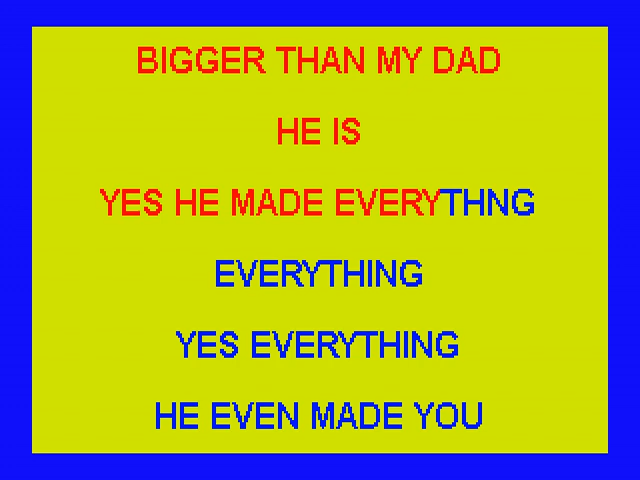 BIGGER THAN MY DAD
HE IS
YES HE MADE EVERYTHNG
EVERYTHING
YES EVERYTHING
HE EVEN MADE YOU